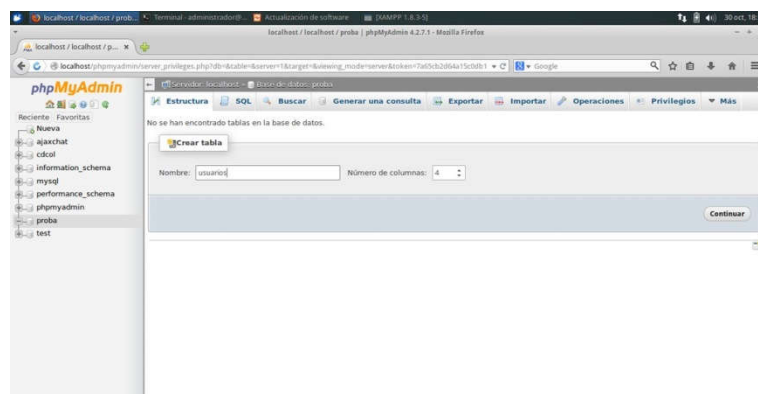 localhost / localhost / prob...
Terminal - administrador@...
Actualización de software
[XAMPP 1.8.3-5]
30 oct, 18:
localhost / localhost / proba | phpMyAdmin 4.2.7.1 - Mozilla Firefox
localhost / localhost / p...
localhost/phpmyadmin/server_privileges.php?db=&table=&server=1&target=&viewing_mode=server&token=7a65cb2d64a15c0db1
Google
phpMyAdmin
Servidor: localhost » Base de datos: proba
Estructura
SQL
Buscar
Generar una consulta
Exportar
Importar
Operaciones
Privilegios
Más
Reciente
Favoritas
Nueva
ajaxchat
cdcol
information_schema
mysql
performance_schema
phpmyadmin
proba
test
No se han encontrado tablas en la base de datos.
Crear tabla
Nombre:
usuarios
Número de columnas:
4
Continuar